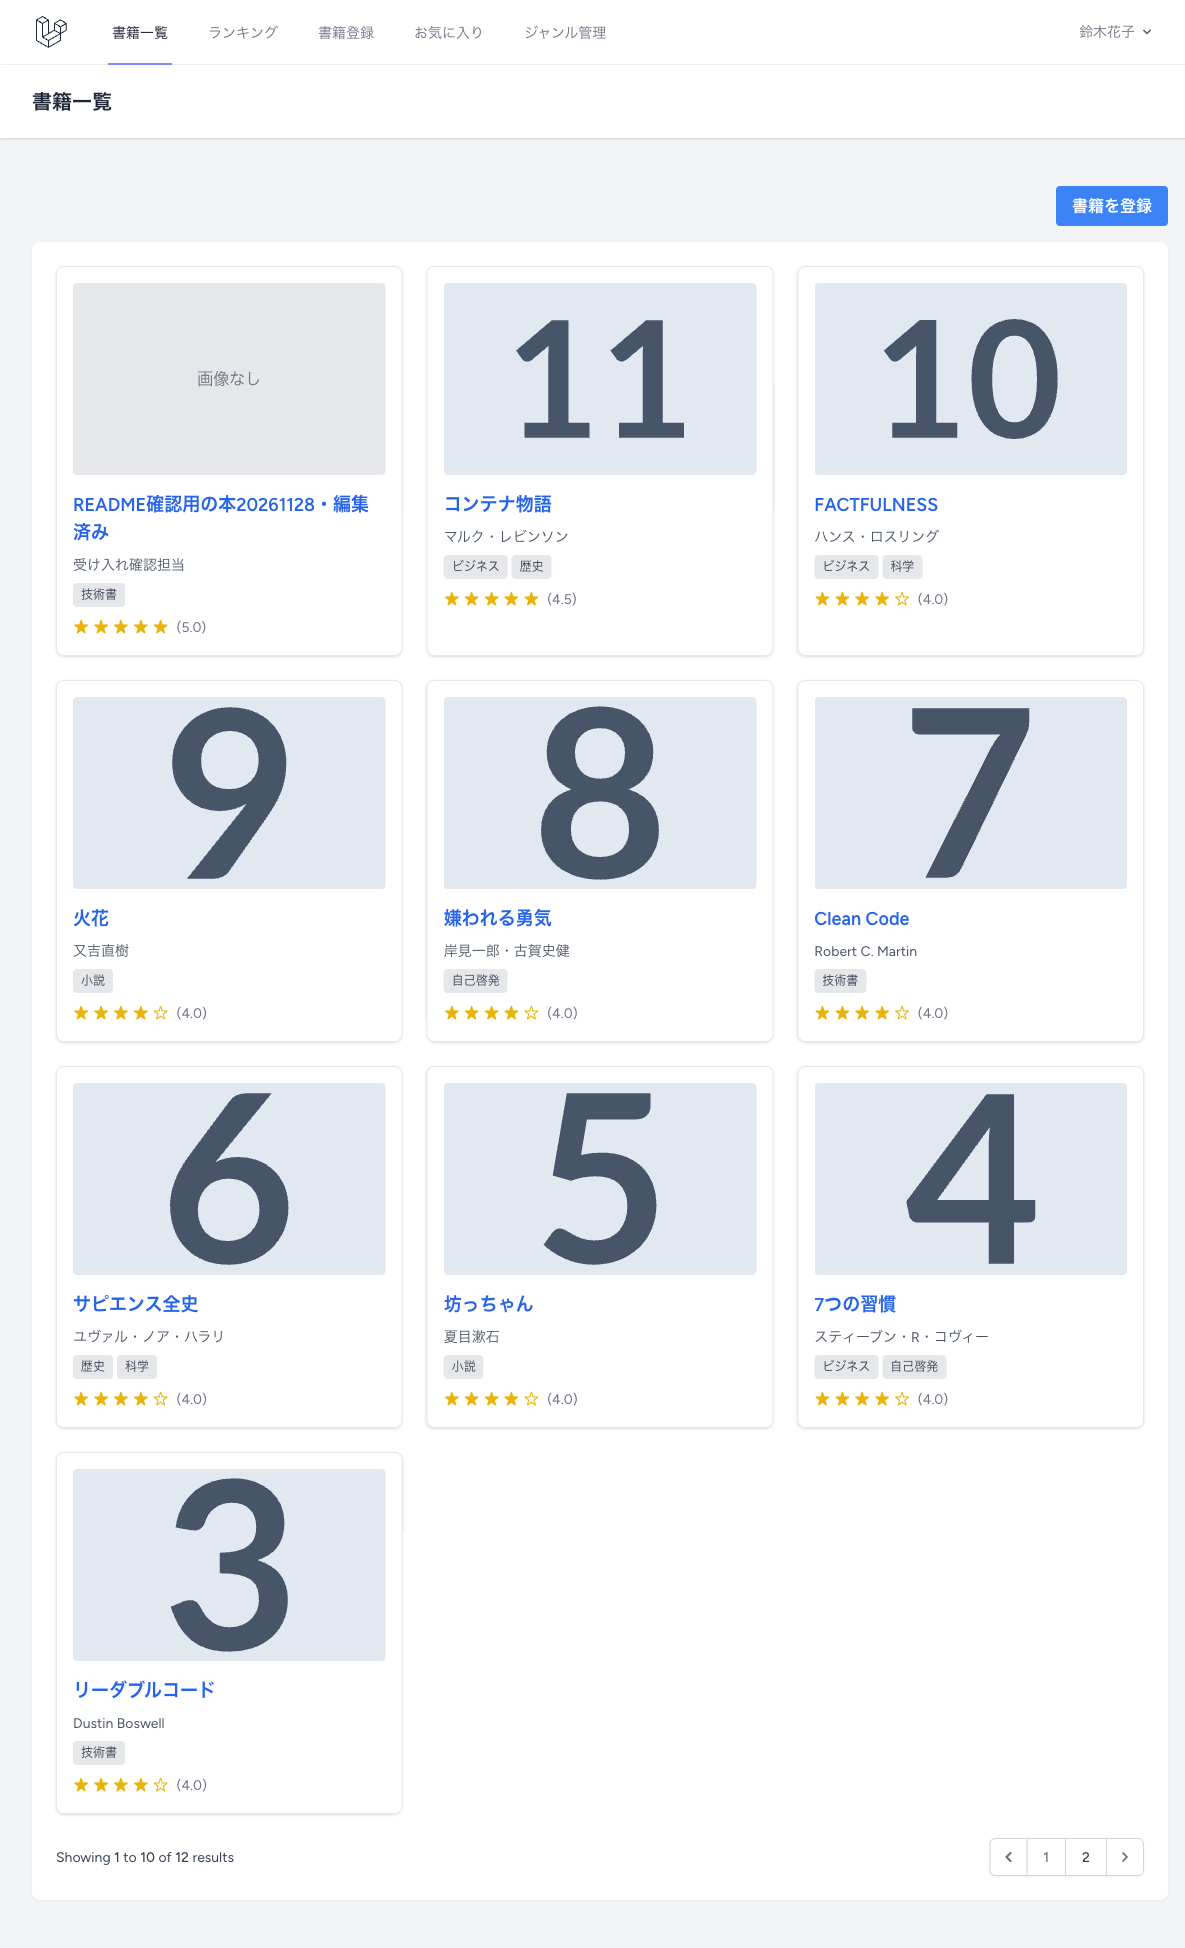 書籍一覧 ランキング 書籍登録 お気に入り ジャンル管理 鈴木花子
書籍一覧
書籍を登録
画像なし
README確認用の本20261128・編集
済み
受け入れ確認担当
技術書
★★★★★ (5.0)
11
コンテナ物語
マルク・レビンソン
ビジネス 歴史
★★★★★ (4.5)
10
FACTFULNESS
ハンス・ロスリング
ビジネス 科学
★★★★☆ (4.0)
9
火花
又吉直樹
小説
★★★★☆ (4.0)
8
嫌われる勇気
岸見一郎・古賀史健
自己啓発
★★★★☆ (4.0)
7
Clean Code
Robert C. Martin
技術書
★★★★☆ (4.0)
6
サピエンス全史
ユヴァル・ノア・ハラリ
歴史 科学
★★★★☆ (4.0)
5
坊っちゃん
夏目漱石
小説
★★★★☆ (4.0)
4
7つの習慣
スティーブン・R・コヴィー
ビジネス 自己啓発
★★★★☆ (4.0)
3
リーダブルコード
Dustin Boswell
技術書
★★★★☆ (4.0)
Showing 1 to 10 of 12 results
1 2